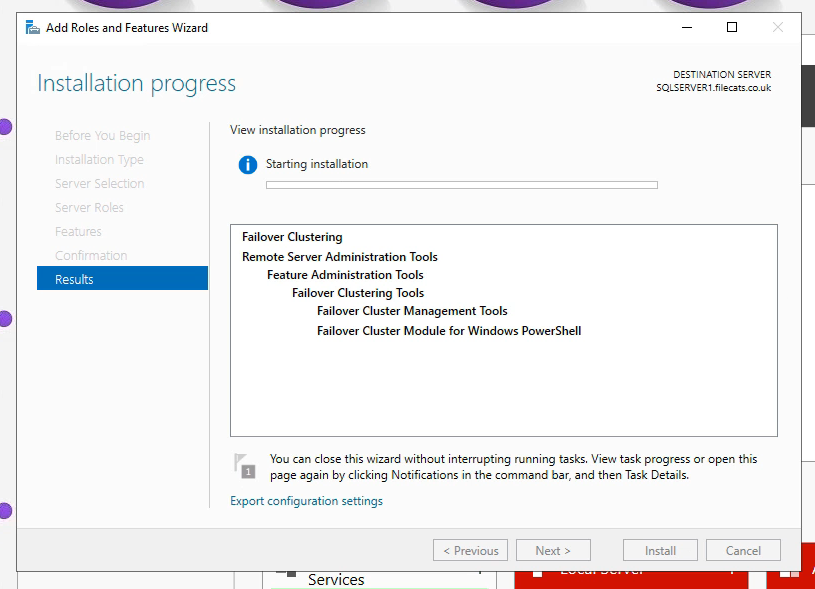 Add Roles and Features Wizard
Installation progress
DESTINATION SERVER
SQLSERVER1.filecats.co.uk
Before You Begin
Installation Type
Server Selection
Server Roles
Features
Confirmation
Results
View installation progress
Starting installation
Failover Clustering
Remote Server Administration Tools
Feature Administration Tools
Failover Clustering Tools
Failover Cluster Management Tools
Failover Cluster Module for Windows PowerShell
1
You can close this wizard without interrupting running tasks. View task progress or open this
page again by clicking Notifications in the command bar, and then Task Details.
Export configuration settings
< Previous
Next >
Install
Cancel
Services
Local Server